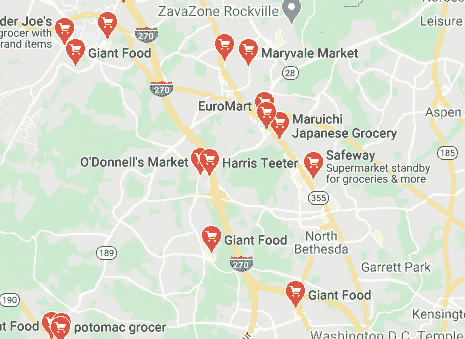 ZavaZone Rockville
der Joe's
grocer with
rand items
Giant Food
270
Maryvale Market
Leisure
28
270
EuroMart
Maruichi
Japanese Grocery
Aspen
O'Donnell's Market
Harris Teeter
Safeway
Supermarket standby
for groceries & more
185
355
Giant Food
North
Bethesda
189
270
Garrett Park
190
Giant Food
Kensingt
nt Food
potomac grocer
Washington D.C. Temple